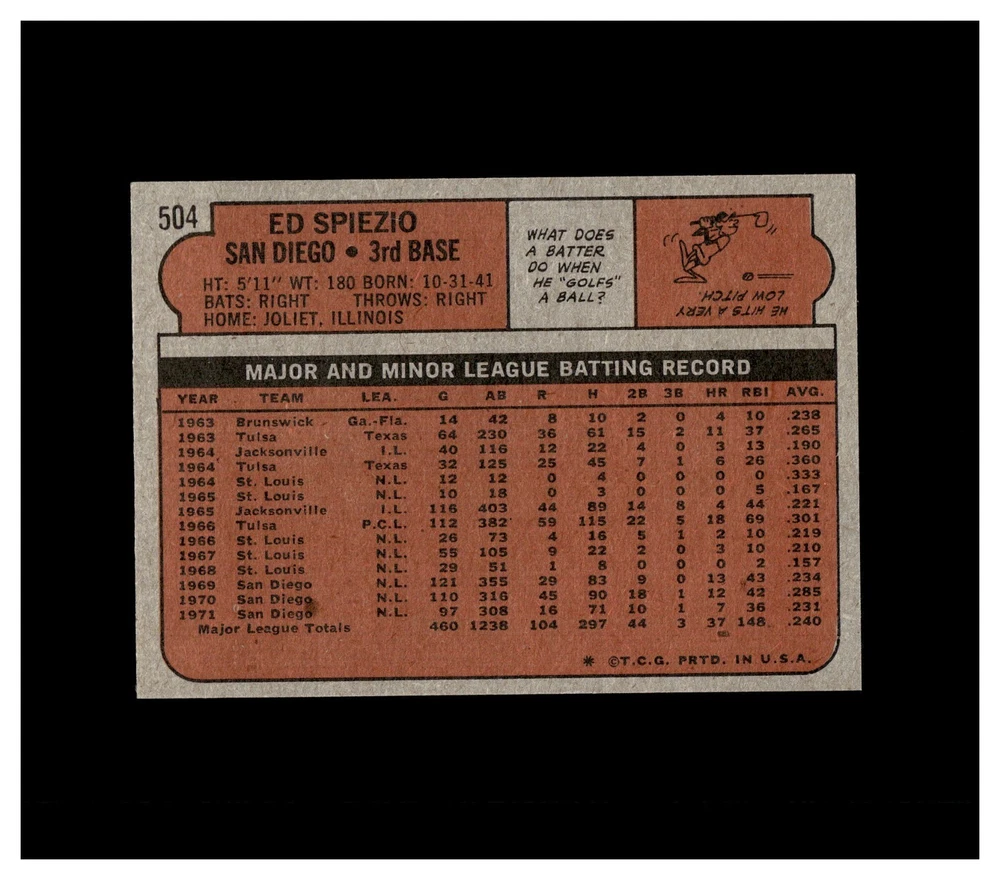 504
ED SPIEZIO
SAN DIEGO • 3rd BASE
HT: 5'11" WT: 180 BORN: 10-31-41
BATS: RIGHT THROWS: RIGHT
HOME: JOLIET, ILLINOIS
WHAT DOES
A BATTER
DO WHEN
HE "GOLFS"
A BALL?
HE HITS A VERY
LOW PITCH.
MAJOR AND MINOR LEAGUE BATTING RECORD
YEAR TEAM LEA. G AB R H 2B 3B HR RBI AVG.
1963 Brunswick Ga.-Fla. 14 42 8 10 2 0 4 10 .238
1963 Tulsa Texas 64 230 36 61 15 2 11 37 .265
1964 Jacksonville I.L. 40 116 12 22 4 0 3 13 .190
1964 Tulsa Texas 32 125 25 45 7 1 6 26 .360
1964 St. Louis N.L. 12 12 0 4 0 0 0 0 .333
1965 St. Louis N.L. 10 18 0 3 0 0 0 5 .167
1965 Jacksonville I.L. 116 403 44 89 14 8 4 44 .221
1966 Tulsa P.C.L. 112 382 59 115 22 5 18 69 .301
1966 St. Louis N.L. 26 73 4 16 5 1 2 10 .219
1967 St. Louis N.L. 55 105 9 22 2 0 3 10 .210
1968 St. Louis N.L. 29 51 1 8 0 0 0 2 .157
1969 San Diego N.L. 121 355 29 83 9 0 13 43 .234
1970 San Diego N.L. 110 316 45 90 18 1 12 42 .285
1971 San Diego N.L. 97 308 16 71 10 1 7 36 .231
Major League Totals 460 1238 104 297 44 3 37 148 .240
* ©T.C.G. PRTD. IN U.S.A.